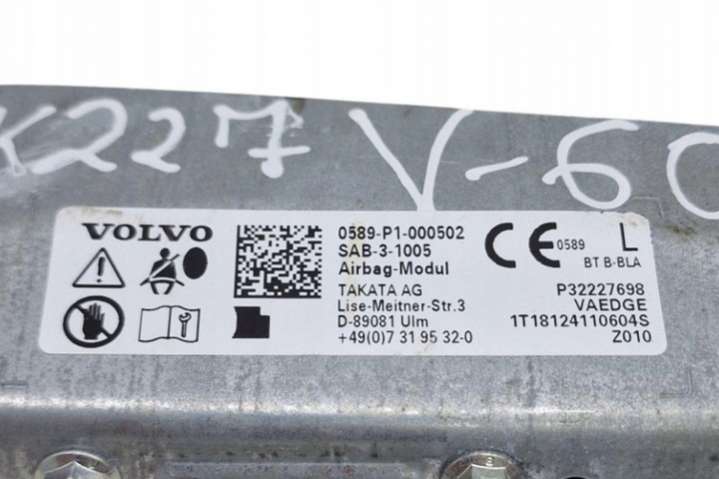 K227 V-60
VOLVO
0589-P1-000502
SAB-3-1005
Airbag-Modul
TAKATA AG
Lise-Meitner-Str.3
D-89081 Ulm
+49(0)7 31 95 32-0
CE 0589
L
BT B-BLA
P32227698
VAEDGE
1T18124110604S
Z010